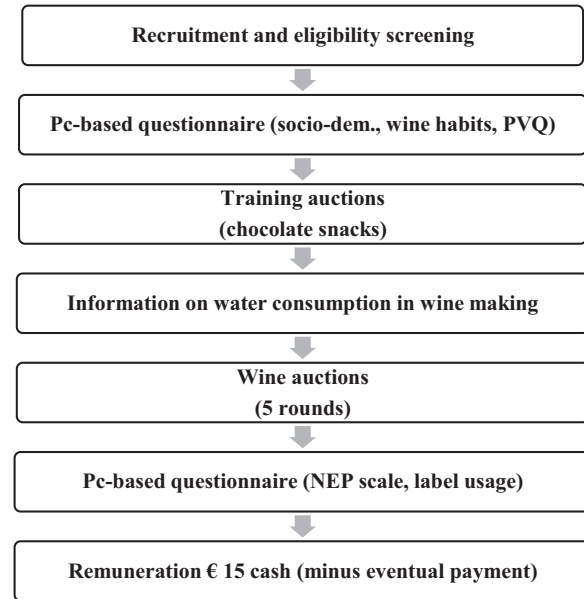 Recruitment and eligibility screening
Pc-based questionnaire (socio-dem., wine habits, PVQ)
Training auctions
(chocolate snacks)
Information on water consumption in wine making
Wine auctions
(5 rounds)
Pc-based questionnaire (NEP scale, label usage)
Remuneration € 15 cash (minus eventual payment)